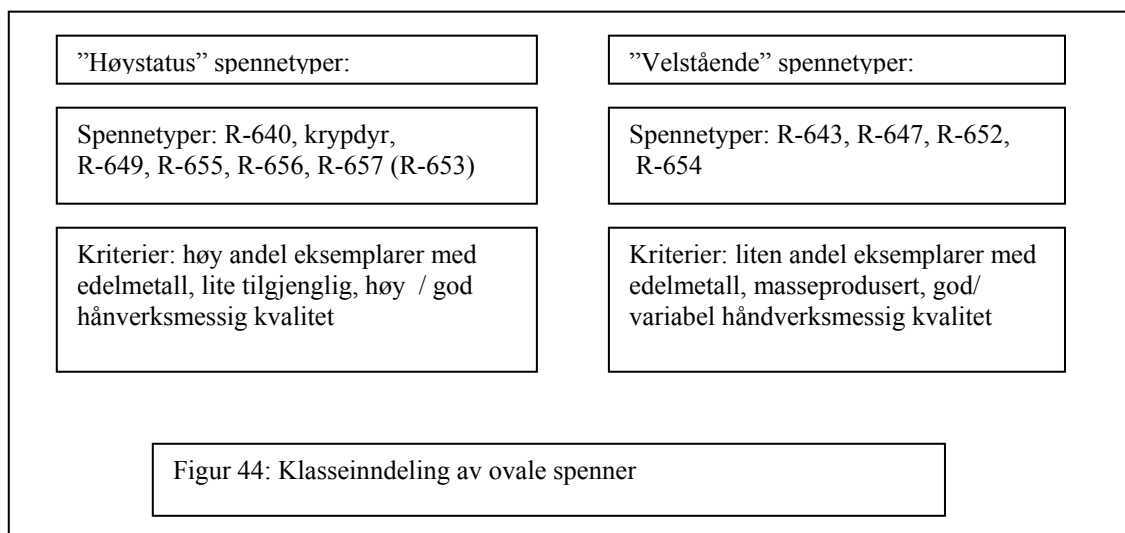 ”Høystatus” spennetyper:
Spennetyper: R-640, krypdyr,
R-649, R-655, R-656, R-657 (R-653)
Kriterier: høy andel eksemplarer med
edelmetall, lite tilgjenglig, høy / god
hånverksmessig kvalitet
”Velstående” spennetyper:
Spennetyper: R-643, R-647, R-652,
R-654
Kriterier: liten andel eksemplarer med
edelmetall, masseprodusert, god/
variabel håndverksmessig kvalitet
Figur 44: Klasseinndeling av ovale spenner